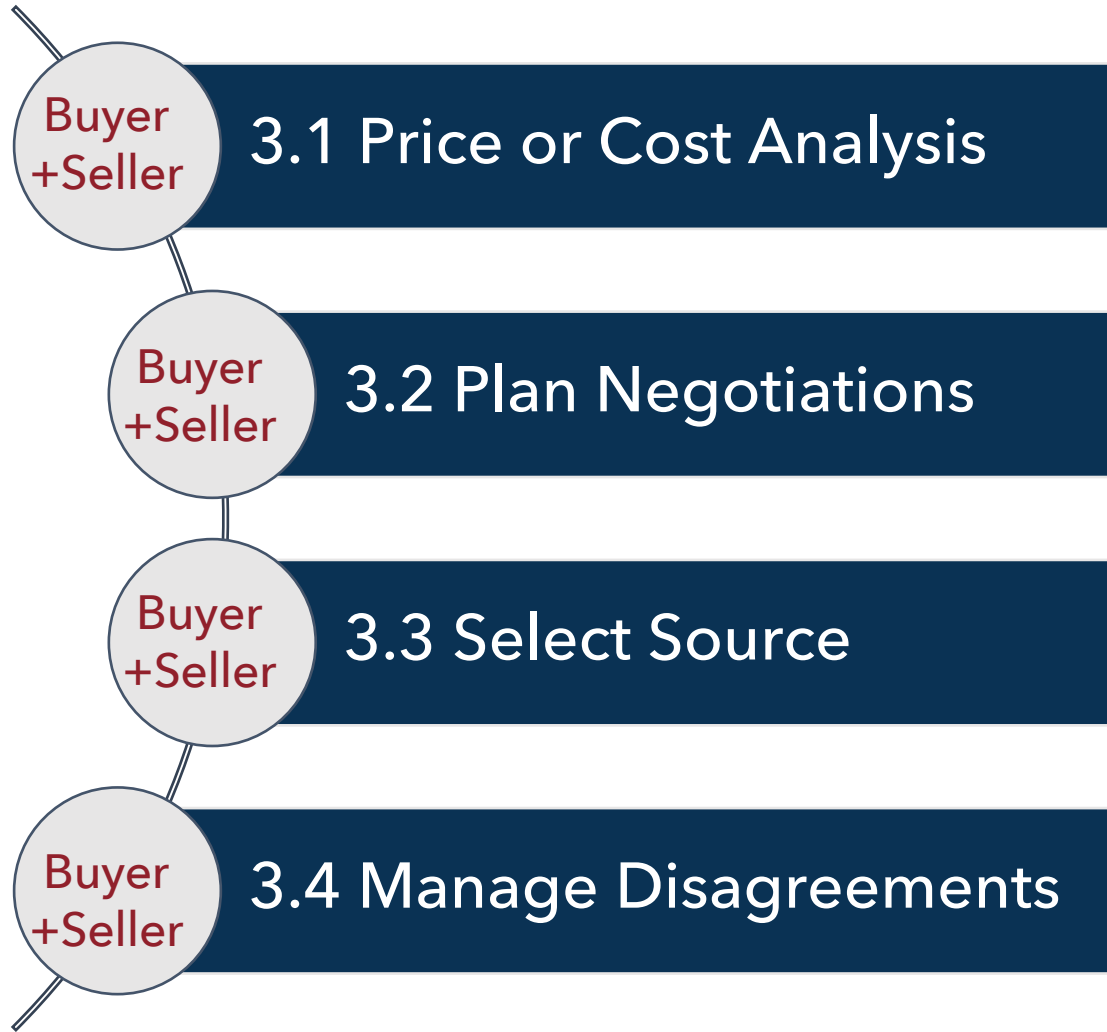 Buyer
+Seller
3.1 Price or Cost Analysis
Buyer
+Seller
3.2 Plan Negotiations
Buyer
+Seller
3.3 Select Source
Buyer
+Seller
3.4 Manage Disagreements